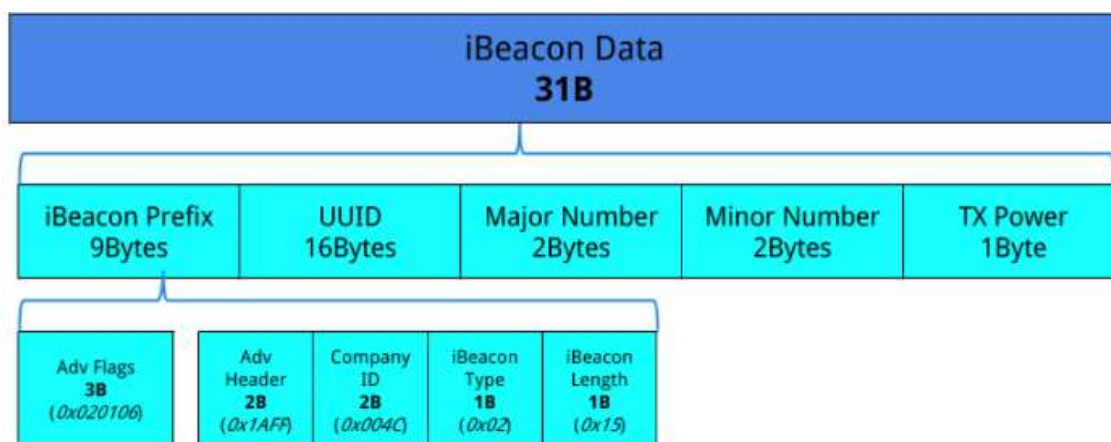 iBeacon Data
31B
iBeacon Prefix
9Bytes
UUID
16Bytes
Major Number
2Bytes
Minor Number
2Bytes
TX Power
1Byte
Adv Flags
3B
(0x020106)
Adv
Header
2B
(0x1AFF)
Company
ID
2B
(0x004C)
iBeacon
Type
1B
(0x02)
iBeacon
Length
1B
(0x15)